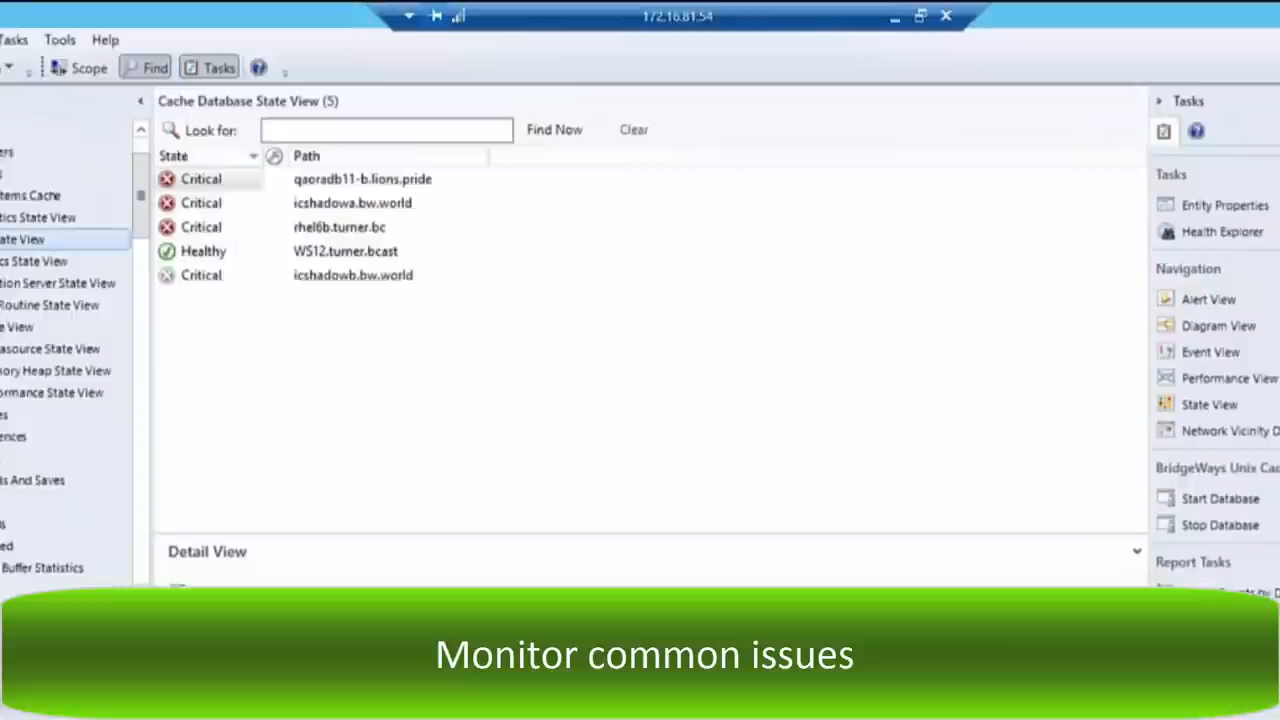 172.16.81.54
Tasks Tools Help
Scope Find Tasks
Cache Database State View (5)
Look for: Find Now Clear
State Path
Critical qaoradb11-b.lions.pride
Critical icshadowa.bw.world
Critical rhel6b.turner.bc
Healthy WS12.turner.bcast
Critical icshadowb.bw.world
ers
s
tems Cache
tics State View
tate View
cs State View
tion Server State View
Routine State View
e View
asource State View
ory Heap State View
ormance State View
es
ences
ts And Saves
s
ed
Buffer Statistics
Detail View
Tasks
Tasks
Entity Properties
Health Explorer
Navigation
Alert View
Diagram View
Event View
Performance View
State View
Network Vicinity D
BridgeWays Unix Cac
Start Database
Stop Database
Report Tasks
Monitor common issues